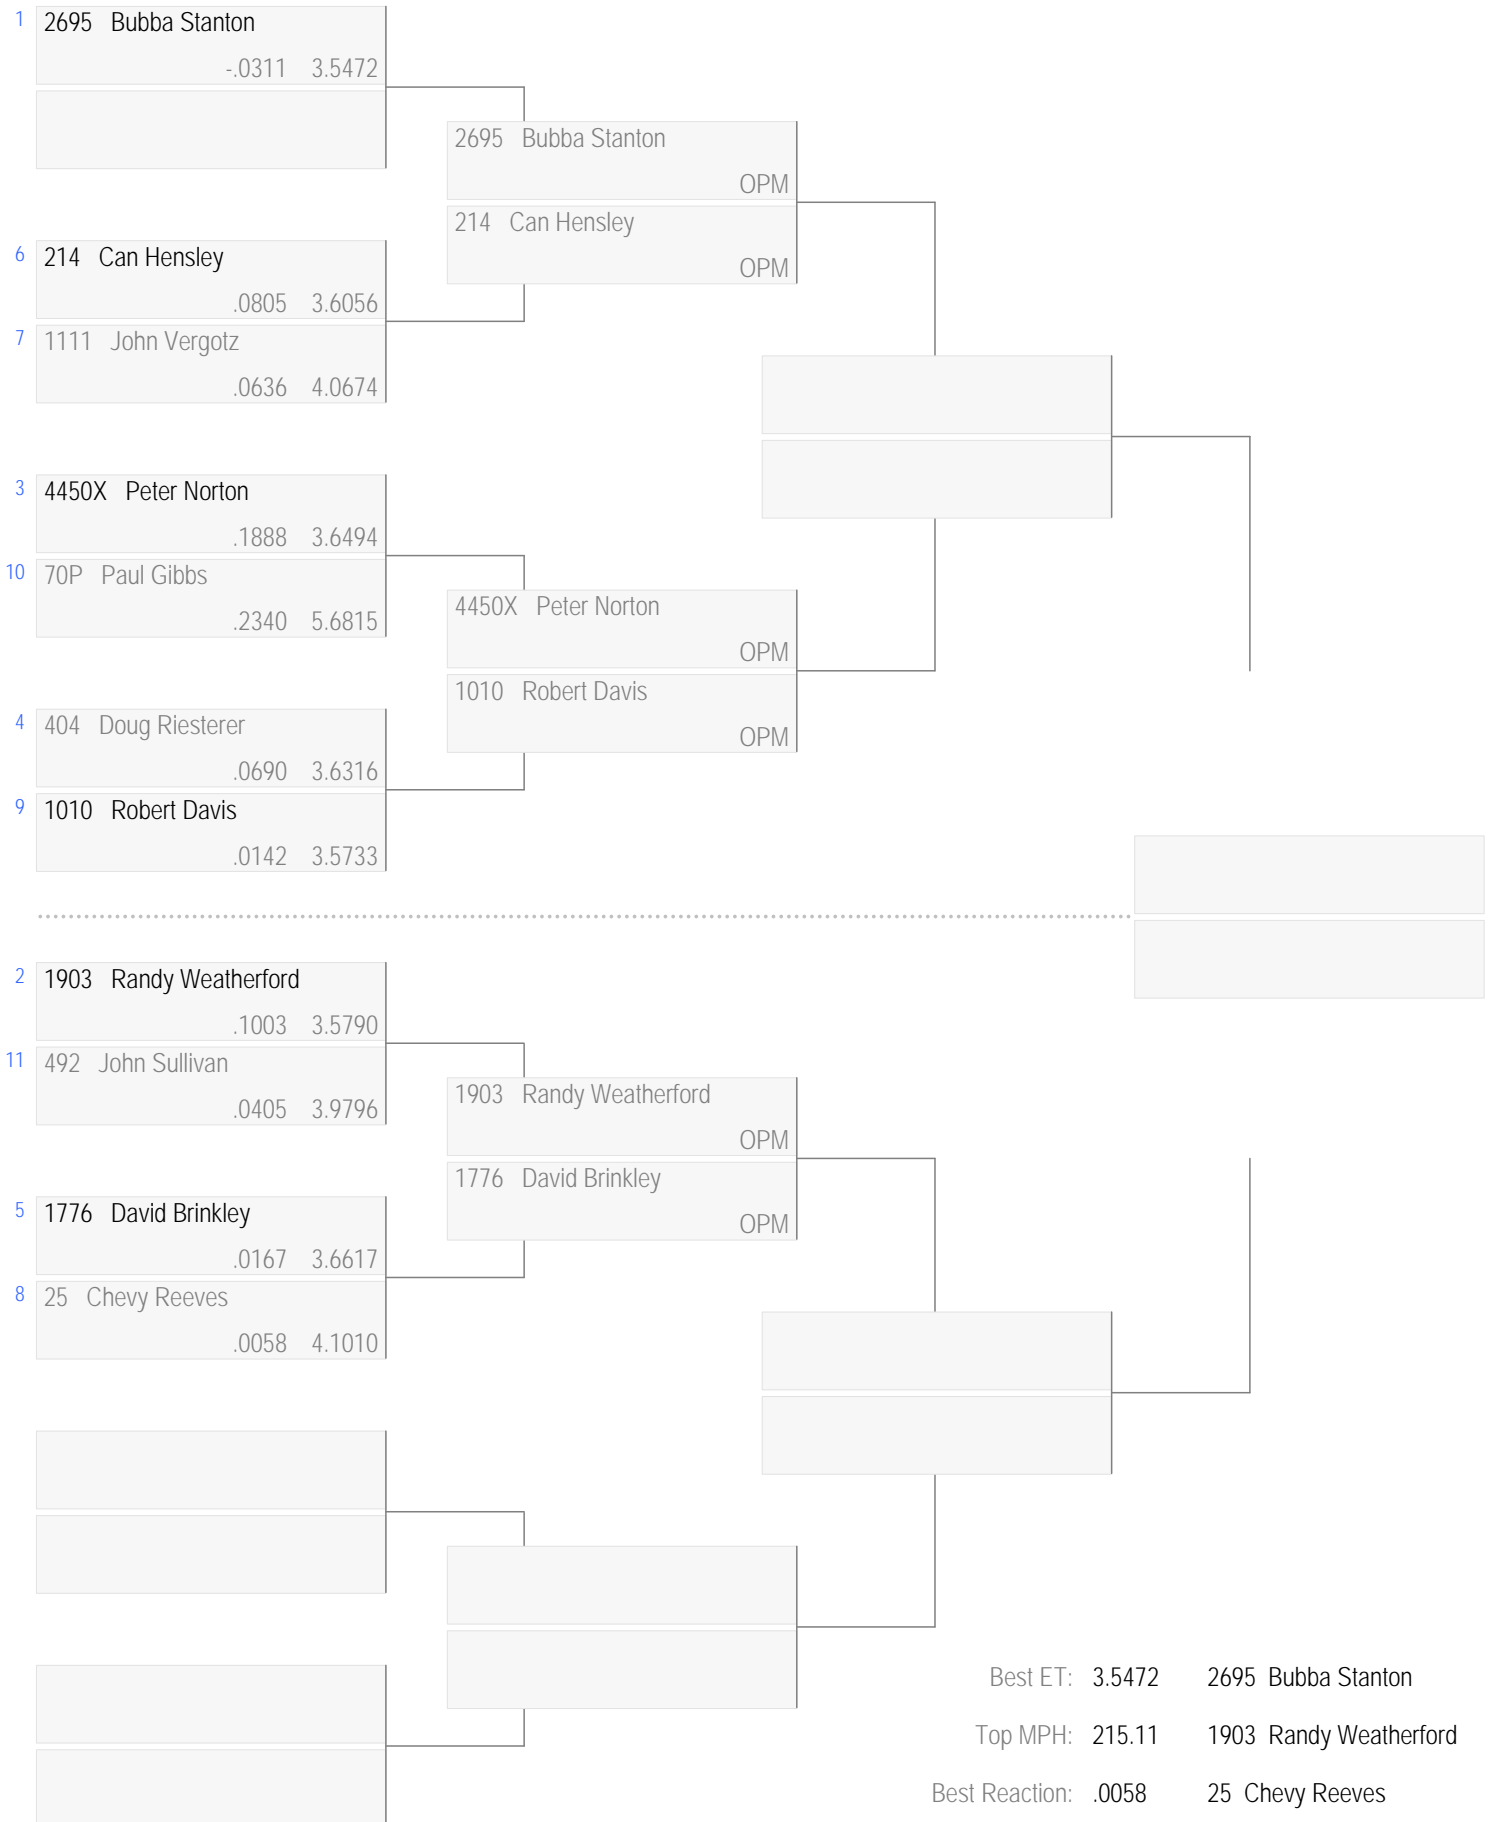 1 2695 Bubba Stanton
-.0311 3.5472
2695 Bubba Stanton
OPM
214 Can Hensley
OPM
6 214 Can Hensley
.0805 3.6056
7 1111 John Vergotz
.0636 4.0674
3 4450X Peter Norton
.1888 3.6494
10 70P Paul Gibbs
.2340 5.6815
4450X Peter Norton
OPM
1010 Robert Davis
OPM
4 404 Doug Riesterer
.0690 3.6316
9 1010 Robert Davis
.0142 3.5733
2 1903 Randy Weatherford
.1003 3.5790
11 492 John Sullivan
.0405 3.9796
1903 Randy Weatherford
OPM
1776 David Brinkley
OPM
5 1776 David Brinkley
.0167 3.6617
8 25 Chevy Reeves
.0058 4.1010
Best ET: 3.5472 2695 Bubba Stanton
Top MPH: 215.11 1903 Randy Weatherford
Best Reaction: .0058 25 Chevy Reeves